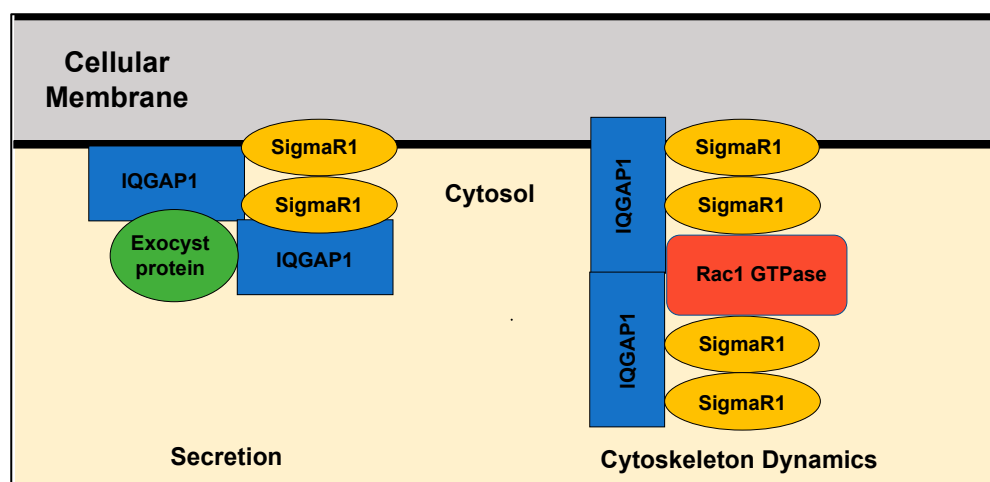 Cellular
Membrane
SigmaR1
IQGAP1
SigmaR1
Exocyst
protein
IQGAP1
Cytosol
IQGAP1
SigmaR1
SigmaR1
Rac1 GTPase
IQGAP1
SigmaR1
SigmaR1
Secretion
Cytoskeleton Dynamics